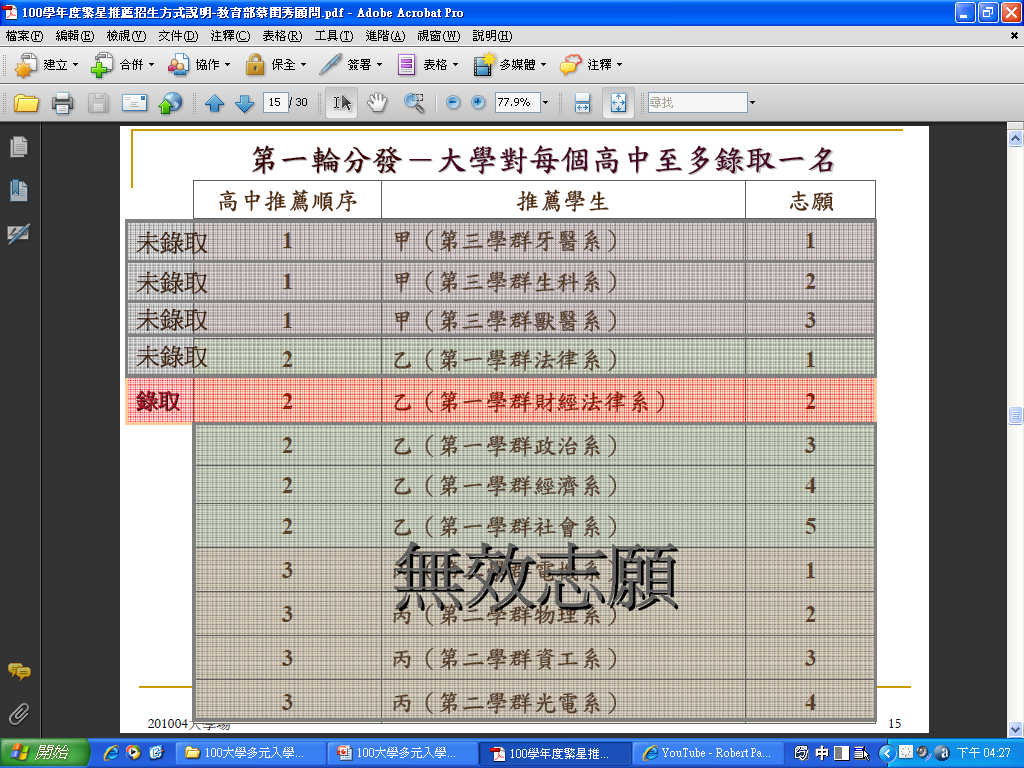 100學年度繁星推薦招生方式說明-教育部蔡閨秀顧問.pdf - Adobe Acrobat Pro
檔案(F) 編輯(E) 檢視(V) 文件(D) 注釋(C) 表格(R) 工具(T) 進階(A) 視窗(W) 說明(H)
建立 合併 協作 保全 簽署 表格 多媒體 注釋
15 / 30 77.9% 尋找
第一輪分發－大學對每個高中至多錄取一名
高中推薦順序 推薦學生 志願
未錄取 1 甲（第三學群牙醫系） 1
未錄取 1 甲（第三學群生科系） 2
未錄取 1 甲（第三學群獸醫系） 3
未錄取 2 乙（第一學群法律系） 1
錄取 2 乙（第一學群財經法律系） 2
2 乙（第一學群政治系） 3
2 乙（第一學群經濟系） 4
2 乙（第一學群社會系） 5
無效志願
3 1
3 丙（第二學群物理系） 2
3 丙（第二學群資工系） 3
3 丙（第二學群光電系） 4
201004大學 15
開始 100大學多元入學... 100大學多元入學... 100學年度繁星推... YouTube - Robert Pa... 中 下午 04:27